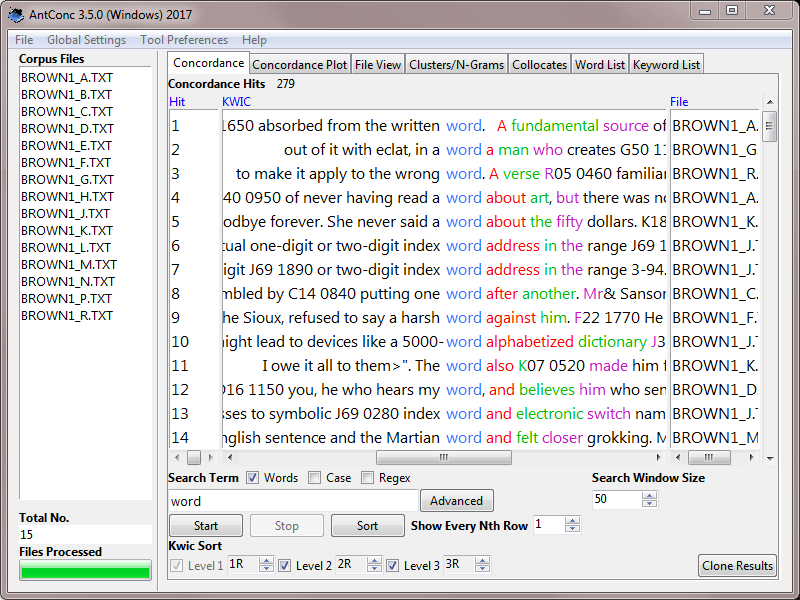 AntConc 3.5.0 (Windows) 2017
File Global Settings Tool Preferences Help
Corpus Files
BROWN1_A.TXT
BROWN1_B.TXT
BROWN1_C.TXT
BROWN1_D.TXT
BROWN1_E.TXT
BROWN1_F.TXT
BROWN1_G.TXT
BROWN1_H.TXT
BROWN1_J.TXT
BROWN1_K.TXT
BROWN1_L.TXT
BROWN1_M.TXT
BROWN1_N.TXT
BROWN1_P.TXT
BROWN1_R.TXT
Total No.
15
Files Processed
Concordance Concordance Plot File View Clusters/N-Grams Collocates Word List Keyword List
Concordance Hits 279
Hit KWIC File
1 1650 absorbed from the written word. A fundamental source of BROWN1_A.
2 out of it with eclat, in a word a man who creates G50 11 BROWN1_G
3 to make it apply to the wrong word. A verse R05 0460 familiar BROWN1_R.
4 40 0950 of never having read a word about art, but there was no BROWN1_A.
5 odbye forever. She never said a word about the fifty dollars. K18 BROWN1_K.
6 tual one-digit or two-digit index word address in the range J69 1 BROWN1_J.T
7 igit J69 1890 or two-digit index word address in the range 3-94. BROWN1_J.T
8 mbled by C14 0840 putting one word after another. Mr& Sanson BROWN1_C.
9 he Sioux, refused to say a harsh word against him. F22 1770 He BROWN1_F.T
10 ight lead to devices like a 5000-word alphabetized dictionary J3 BROWN1_J.T
11 I owe it all to them>". The word also K07 0520 made him f BROWN1_K.
12 D16 1150 you, he who hears my word, and believes him who sen BROWN1_D
13 sses to symbolic J69 0280 index word and electronic switch nam BROWN1_J.T
14 nglish sentence and the Martian word and felt closer grokking. M BROWN1_M
Search Term Words Case Regex Search Window Size
word Advanced 50
Start Stop Sort Show Every Nth Row 1
Kwic Sort
Level 1 1R Level 2 2R Level 3 3R Clone Results